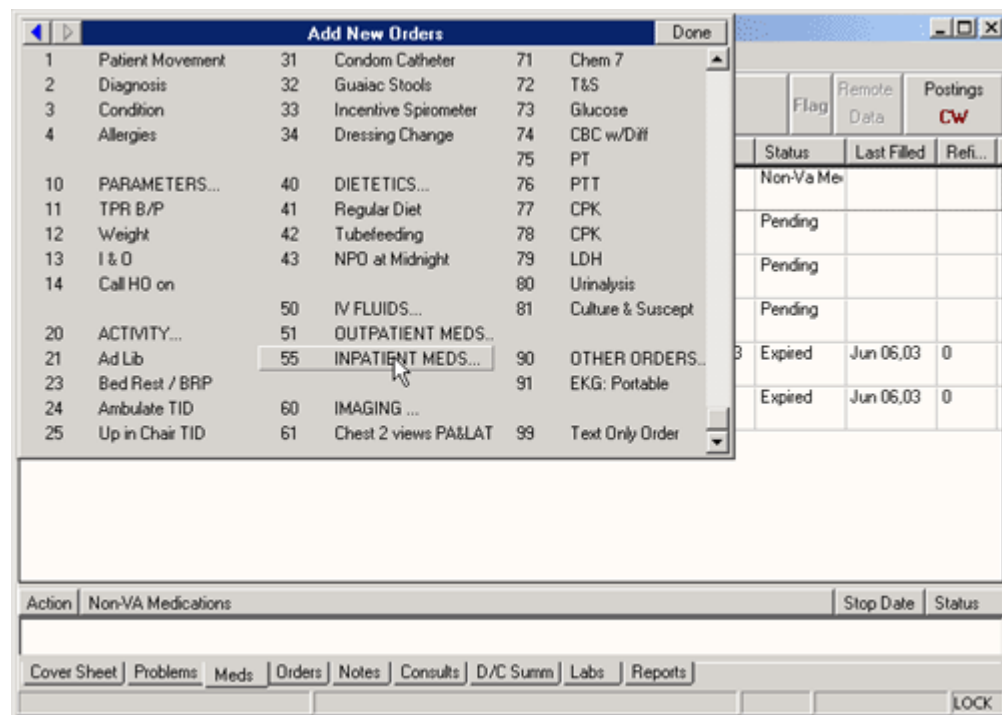 Add New Orders Done
1 Patient Movement 31 Condom Catheter 71 Chem 7
2 Diagnosis 32 Guaiac Stools 72 T&S
3 Condition 33 Incentive Spirometer 73 Glucose
4 Allergies 34 Dressing Change 74 CBC w/Diff
75 PT
10 PARAMETERS... 40 DIETETICS... 76 PTT
11 TPR B/P 41 Regular Diet 77 CPK
12 Weight 42 Tubefeeding 78 CPK
13 I & O 43 NPO at Midnight 79 LDH
14 Call HO on 80 Urinalysis
50 IV FLUIDS... 81 Culture & Suscept
20 ACTIVITY... 51 OUTPATIENT MEDS..
21 Ad Lib 55 INPATIENT MEDS... 90 OTHER ORDERS..
23 Bed Rest / BRP 91 EKG: Portable
24 Ambulate TID 60 IMAGING ...
25 Up in Chair TID 61 Chest 2 views PA&LAT 99 Text Only Order
Flag Remote Data Postings CW
Status Last Filled Refi...
Non-Va Me
Pending
Pending
Pending
3 Expired Jun 06,03 0
Expired Jun 06,03 0
Action Non-VA Medications Stop Date Status
Cover Sheet Problems Meds Orders Notes Consults D/C Summ Labs Reports
LOCK